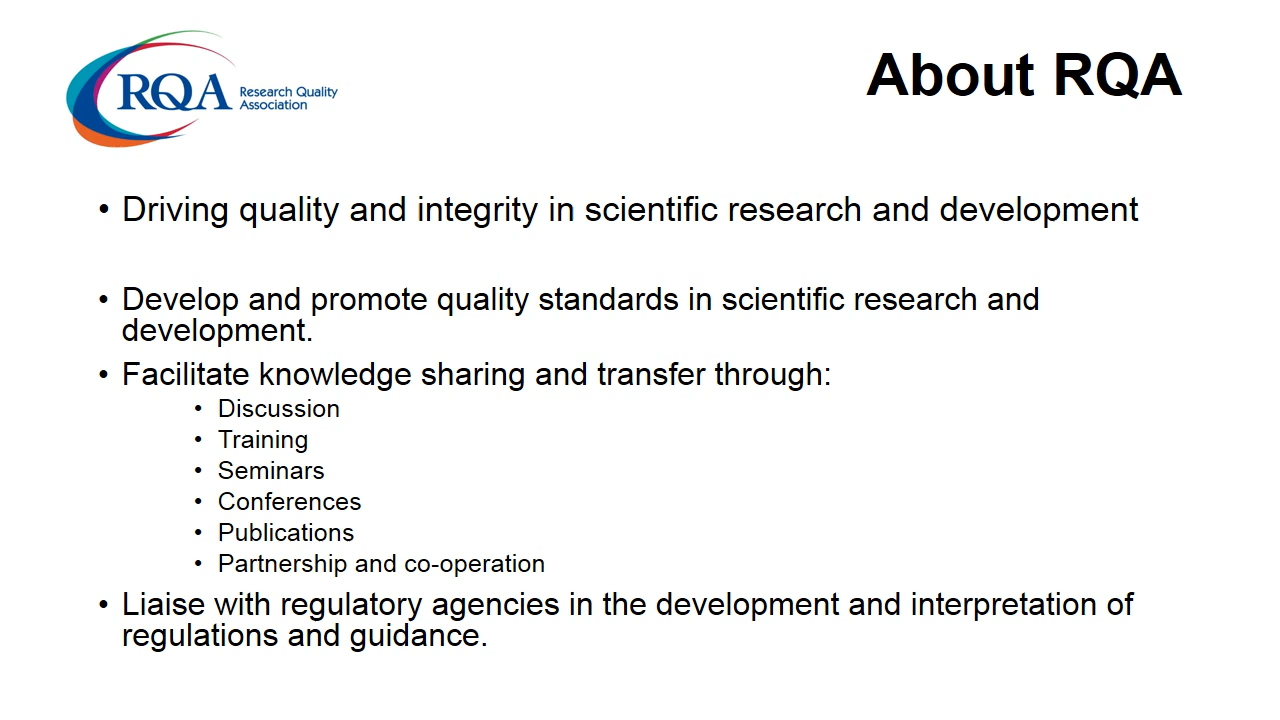 RQA Research Quality
Association
About RQA
• Driving quality and integrity in scientific research and development
• Develop and promote quality standards in scientific research and
development.
• Facilitate knowledge sharing and transfer through:
• Discussion
• Training
• Seminars
• Conferences
• Publications
• Partnership and co-operation
• Liaise with regulatory agencies in the development and interpretation of
regulations and guidance.